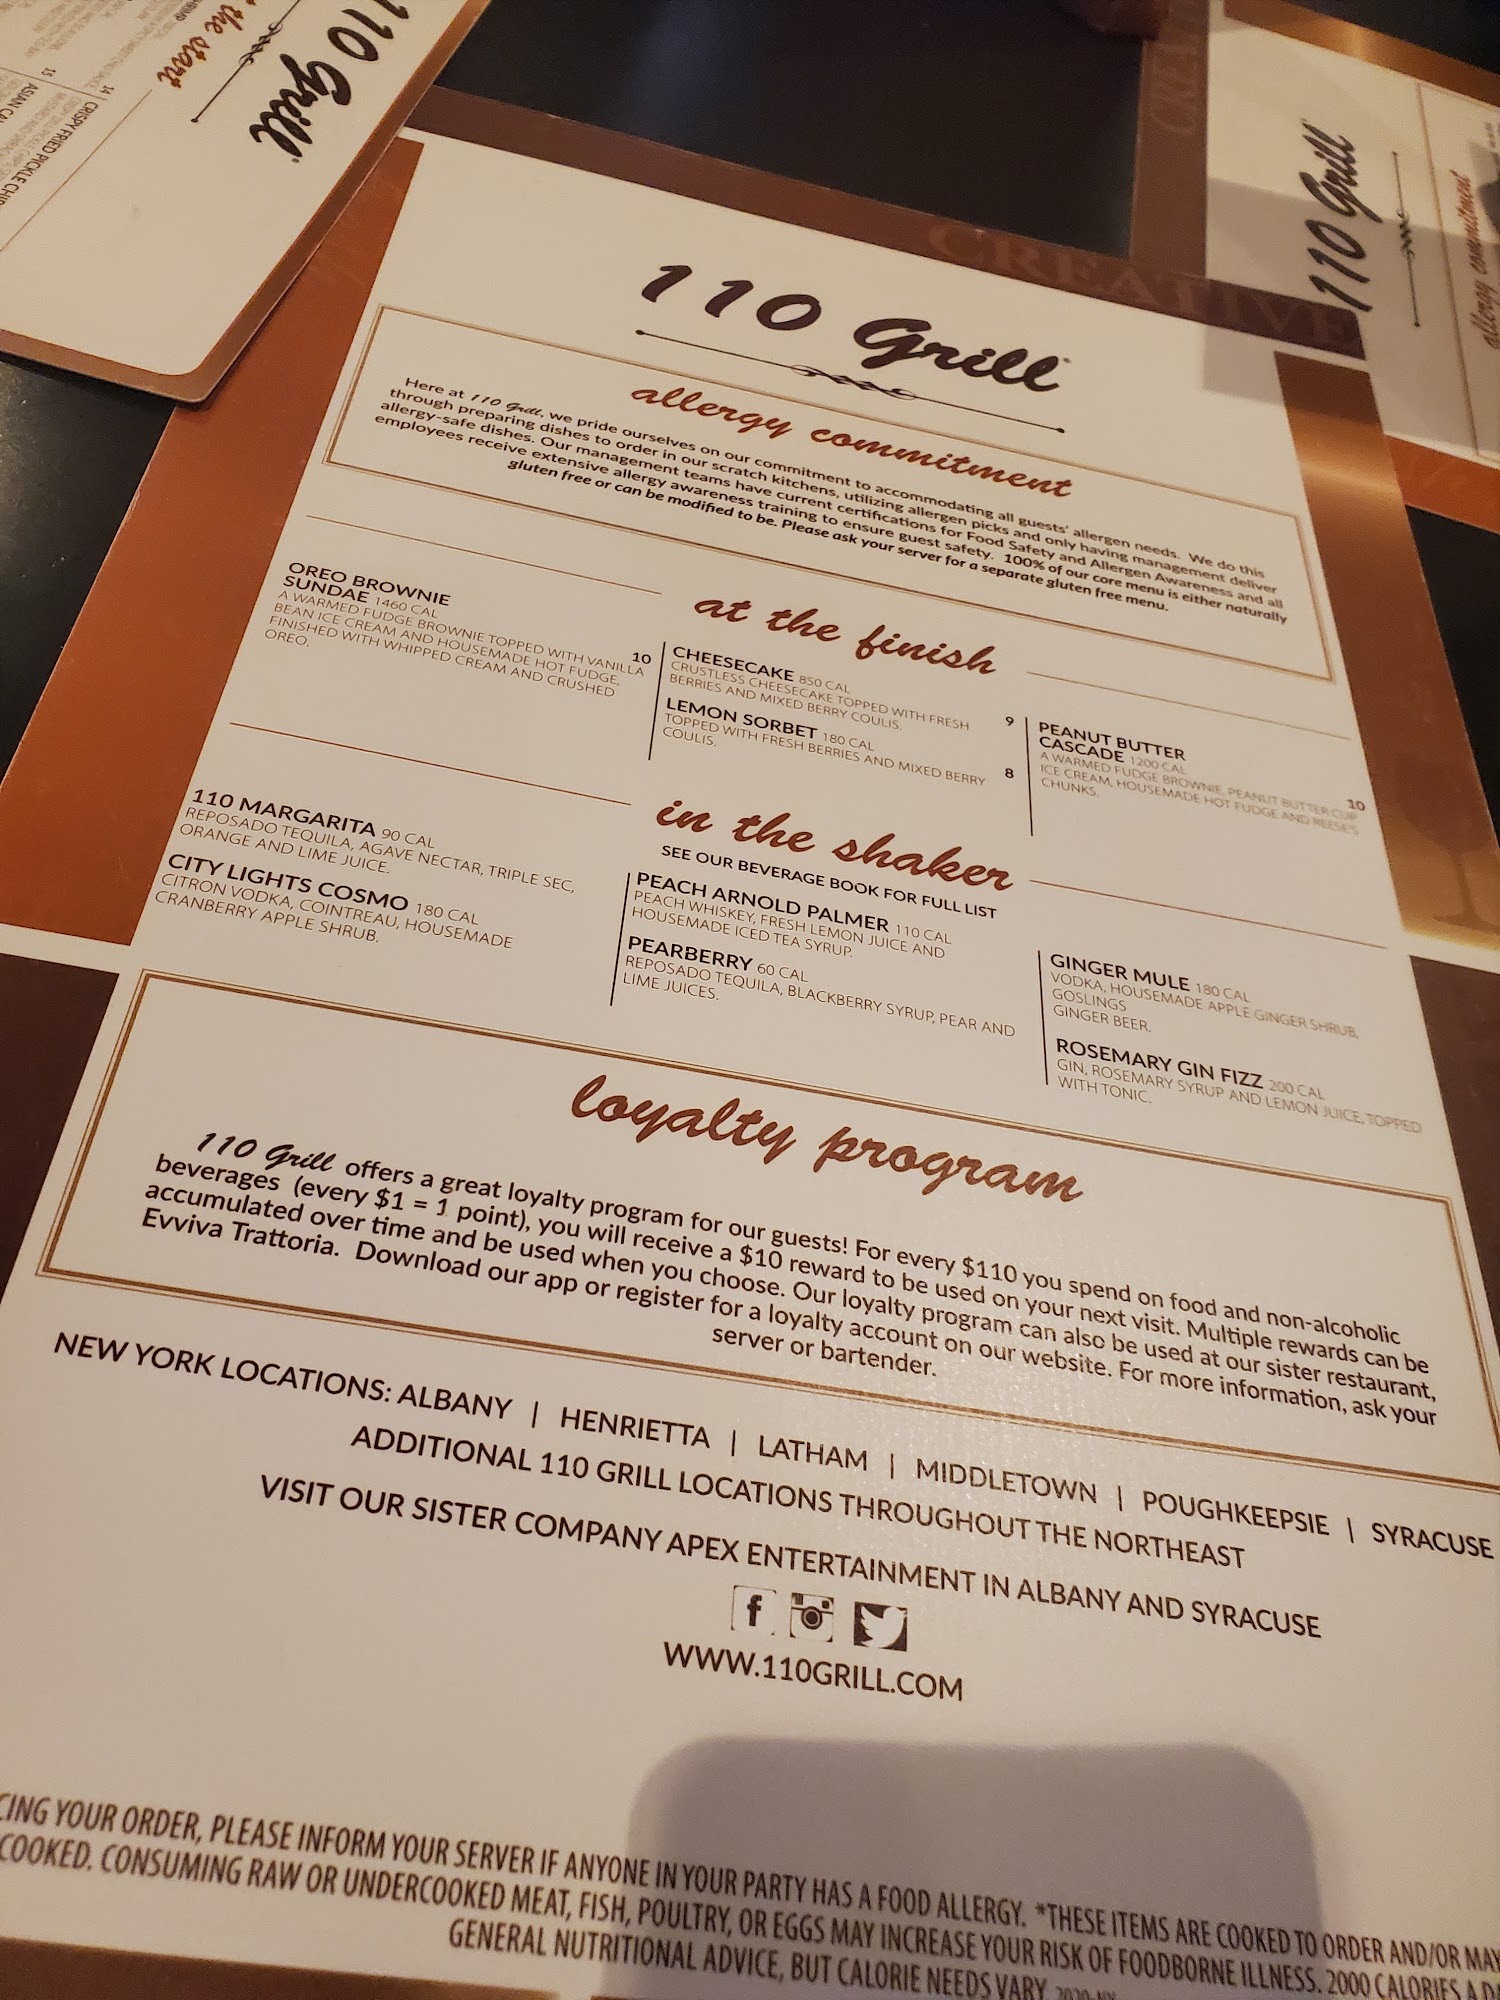 110 Grill
at the start
14 | CRISPY FRIED PICKLE
15
ASIAN
CREATIVE
110 Grill
allergy commitment
110 Grill
allergy commitment
Here at 110 Grill, we pride ourselves on our commitment to accommodating all guests' allergen needs. We do this
through preparing dishes to order in our scratch kitchens, utilizing allergen picks and only having management deliver
allergy-safe dishes. Our management teams have current certifications for Food Safety and Allergen Awareness and all
employees receive extensive allergy awareness training to ensure guest safety. 100% of our core menu is either naturally
gluten free or can be modified to be. Please ask your server for a separate gluten free menu.
at the finish
OREO BROWNIE
SUNDAE 1460 CAL
A WARMED FUDGE BROWNIE TOPPED WITH VANILLA
BEAN ICE CREAM AND HOUSEMADE HOT FUDGE,
FINISHED WITH WHIPPED CREAM AND CRUSHED
OREO.
10
CHEESECAKE 850 CAL
CRUSTLESS CHEESECAKE TOPPED WITH FRESH
BERRIES AND MIXED BERRY COULIS.
9
LEMON SORBET 180 CAL
TOPPED WITH FRESH BERRIES AND MIXED BERRY
COULIS.
8
PEANUT BUTTER
CASCADE 1200 CAL
A WARMED FUDGE BROWNIE, PEANUT BUTTER CUP
ICE CREAM, HOUSEMADE HOT FUDGE AND REESE'S
CHUNKS.
10
in the shaker
SEE OUR BEVERAGE BOOK FOR FULL LIST
110 MARGARITA 90 CAL
REPOSADO TEQUILA, AGAVE NECTAR, TRIPLE SEC,
ORANGE AND LIME JUICE.
CITY LIGHTS COSMO 180 CAL
CITRON VODKA, COINTREAU, HOUSEMADE
CRANBERRY APPLE SHRUB.
PEACH ARNOLD PALMER 110 CAL
PEACH WHISKEY, FRESH LEMON JUICE AND
HOUSEMADE ICED TEA SYRUP.
PEARBERRY 60 CAL
REPOSADO TEQUILA, BLACKBERRY SYRUP, PEAR AND
LIME JUICES.
GINGER MULE 180 CAL
VODKA, HOUSEMADE APPLE GINGER SHRUB,
GOSLINGS
GINGER BEER.
ROSEMARY GIN FIZZ 200 CAL
GIN, ROSEMARY SYRUP AND LEMON JUICE, TOPPED
WITH TONIC.
loyalty program
110 Grill offers a great loyalty program for our guests! For every $110 you spend on food and non-alcoholic
beverages (every $1 = 1 point), you will receive a $10 reward to be used on your next visit. Multiple rewards can be
accumulated over time and be used when you choose. Our loyalty program can also be used at our sister restaurant,
Evviva Trattoria. Download our app or register for a loyalty account on our website. For more information, ask your
server or bartender.
NEW YORK LOCATIONS: ALBANY | HENRIETTA | LATHAM | MIDDLETOWN | POUGHKEEPSIE | SYRACUSE
ADDITIONAL 110 GRILL LOCATIONS THROUGHOUT THE NORTHEAST
VISIT OUR SISTER COMPANY APEX ENTERTAINMENT IN ALBANY AND SYRACUSE
f
WWW.110GRILL.COM
CING YOUR ORDER, PLEASE INFORM YOUR SERVER IF ANYONE IN YOUR PARTY HAS A FOOD ALLERGY. *THESE ITEMS ARE COOKED TO ORDER AND/OR MAY
COOKED. CONSUMING RAW OR UNDERCOOKED MEAT, FISH, POULTRY, OR EGGS MAY INCREASE YOUR RISK OF FOODBORNE ILLNESS. 2000 CALORIES A
GENERAL NUTRITIONAL ADVICE, BUT CALORIE NEEDS VARY 2020-NY